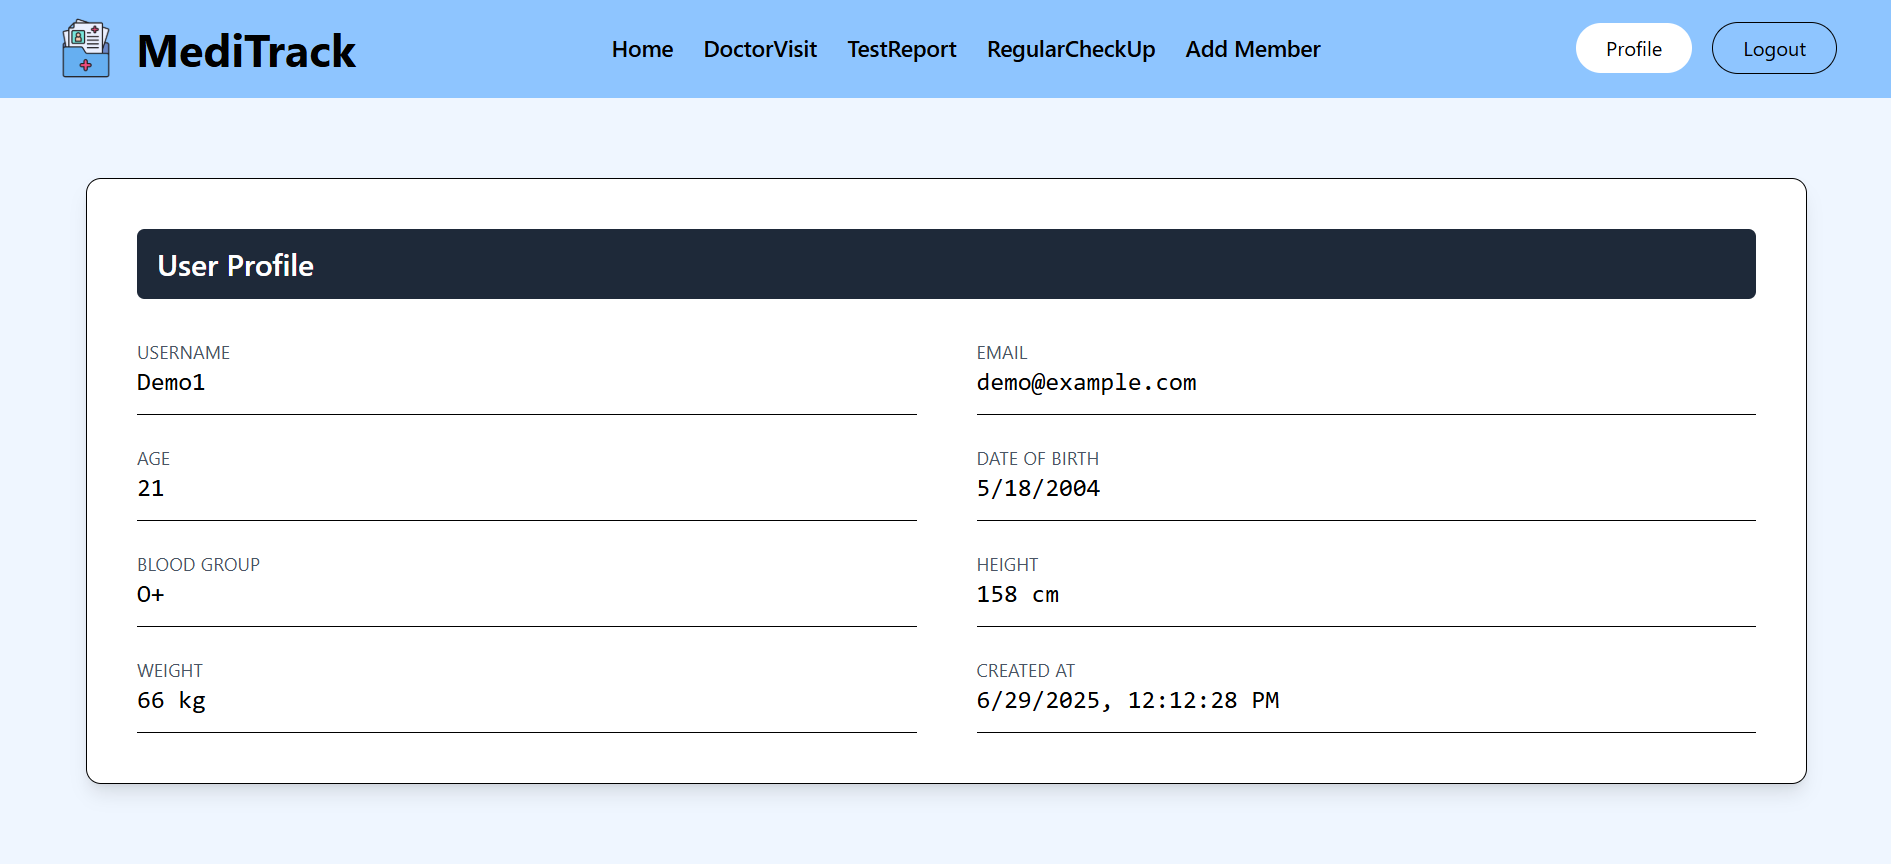 MediTrack
Home DoctorVisit TestReport RegularCheckUp Add Member
Profile Logout
User Profile
USERNAME
Demo1
EMAIL
demo@example.com
AGE
21
DATE OF BIRTH
5/18/2004
BLOOD GROUP
O+
HEIGHT
158 cm
WEIGHT
66 kg
CREATED AT
6/29/2025, 12:12:28 PM